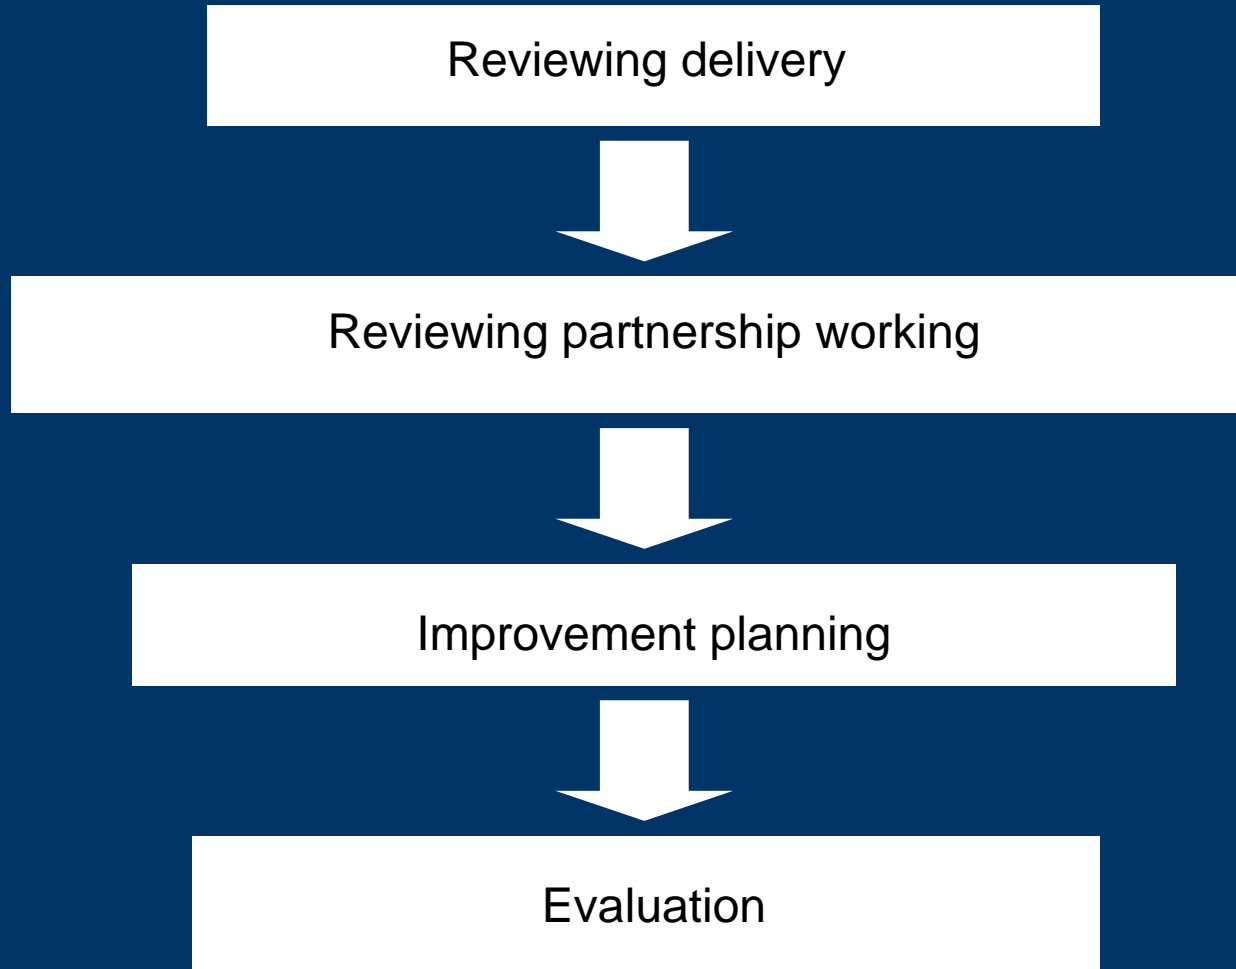 Reviewing delivery
Reviewing partnership working
Improvement planning
Evaluation